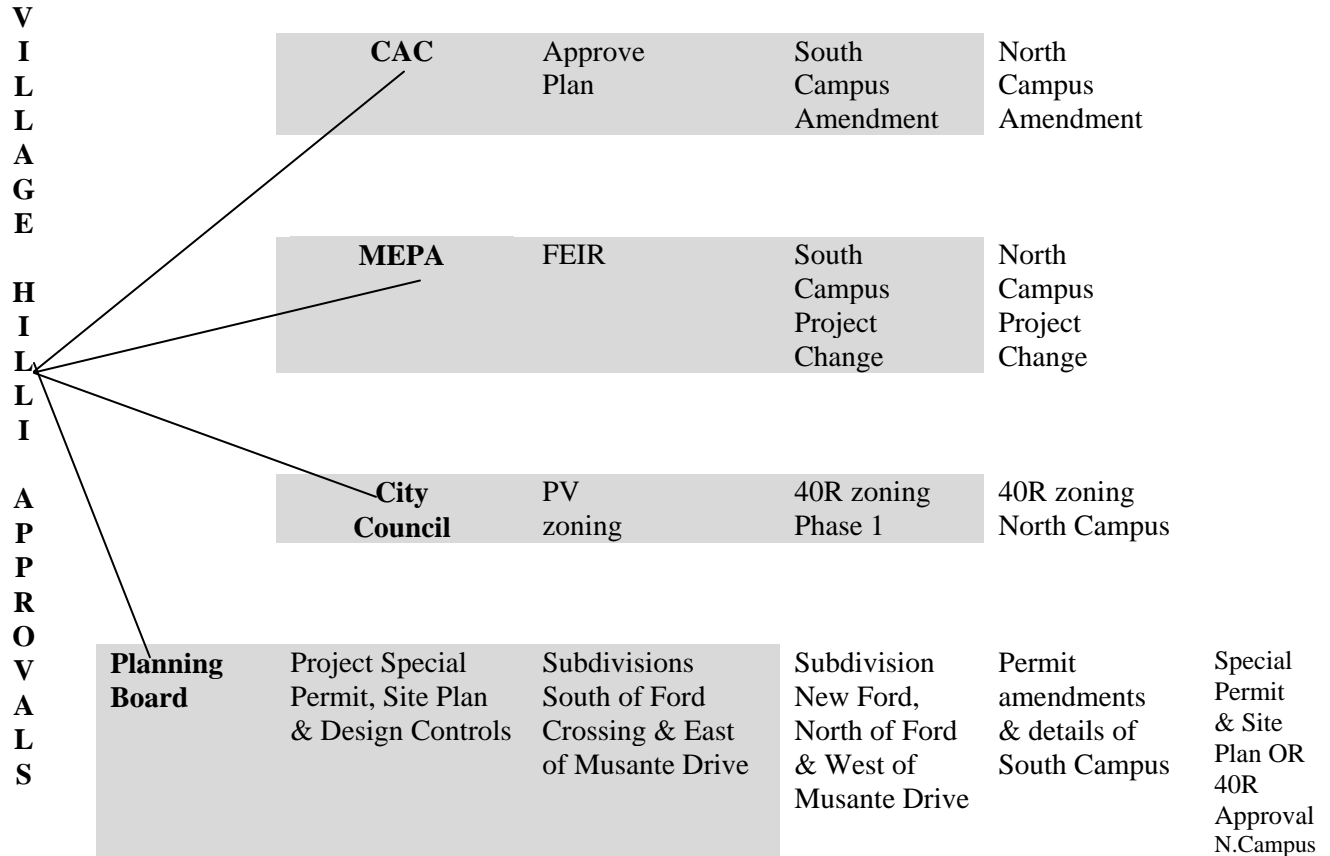 VILLAGE HILLI APPROVALS
CAC
Approve
Plan
South
Campus
Amendment
North
Campus
Amendment
MEPA
FEIR
South
Campus
Project
Change
North
Campus
Project
Change
City
Council
PV
zoning
40R zoning
Phase 1
40R zoning
North Campus
Planning
Board
Project Special
Permit, Site Plan
& Design Controls
Subdivisions
South of Ford
Crossing & East
of Musante Drive
Subdivision
New Ford,
North of Ford
& West of
Musante Drive
Permit
amendments
& details of
South Campus
Special
Permit
& Site
Plan OR
40R
Approval
N.Campus